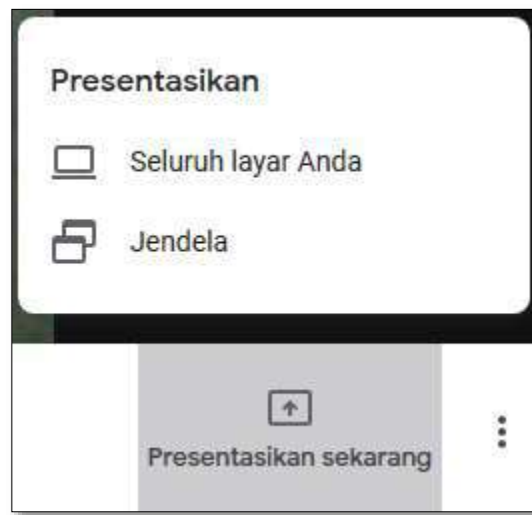 Presentasikan
Seluruh layar Anda
Jendela
Presentasikan sekarang